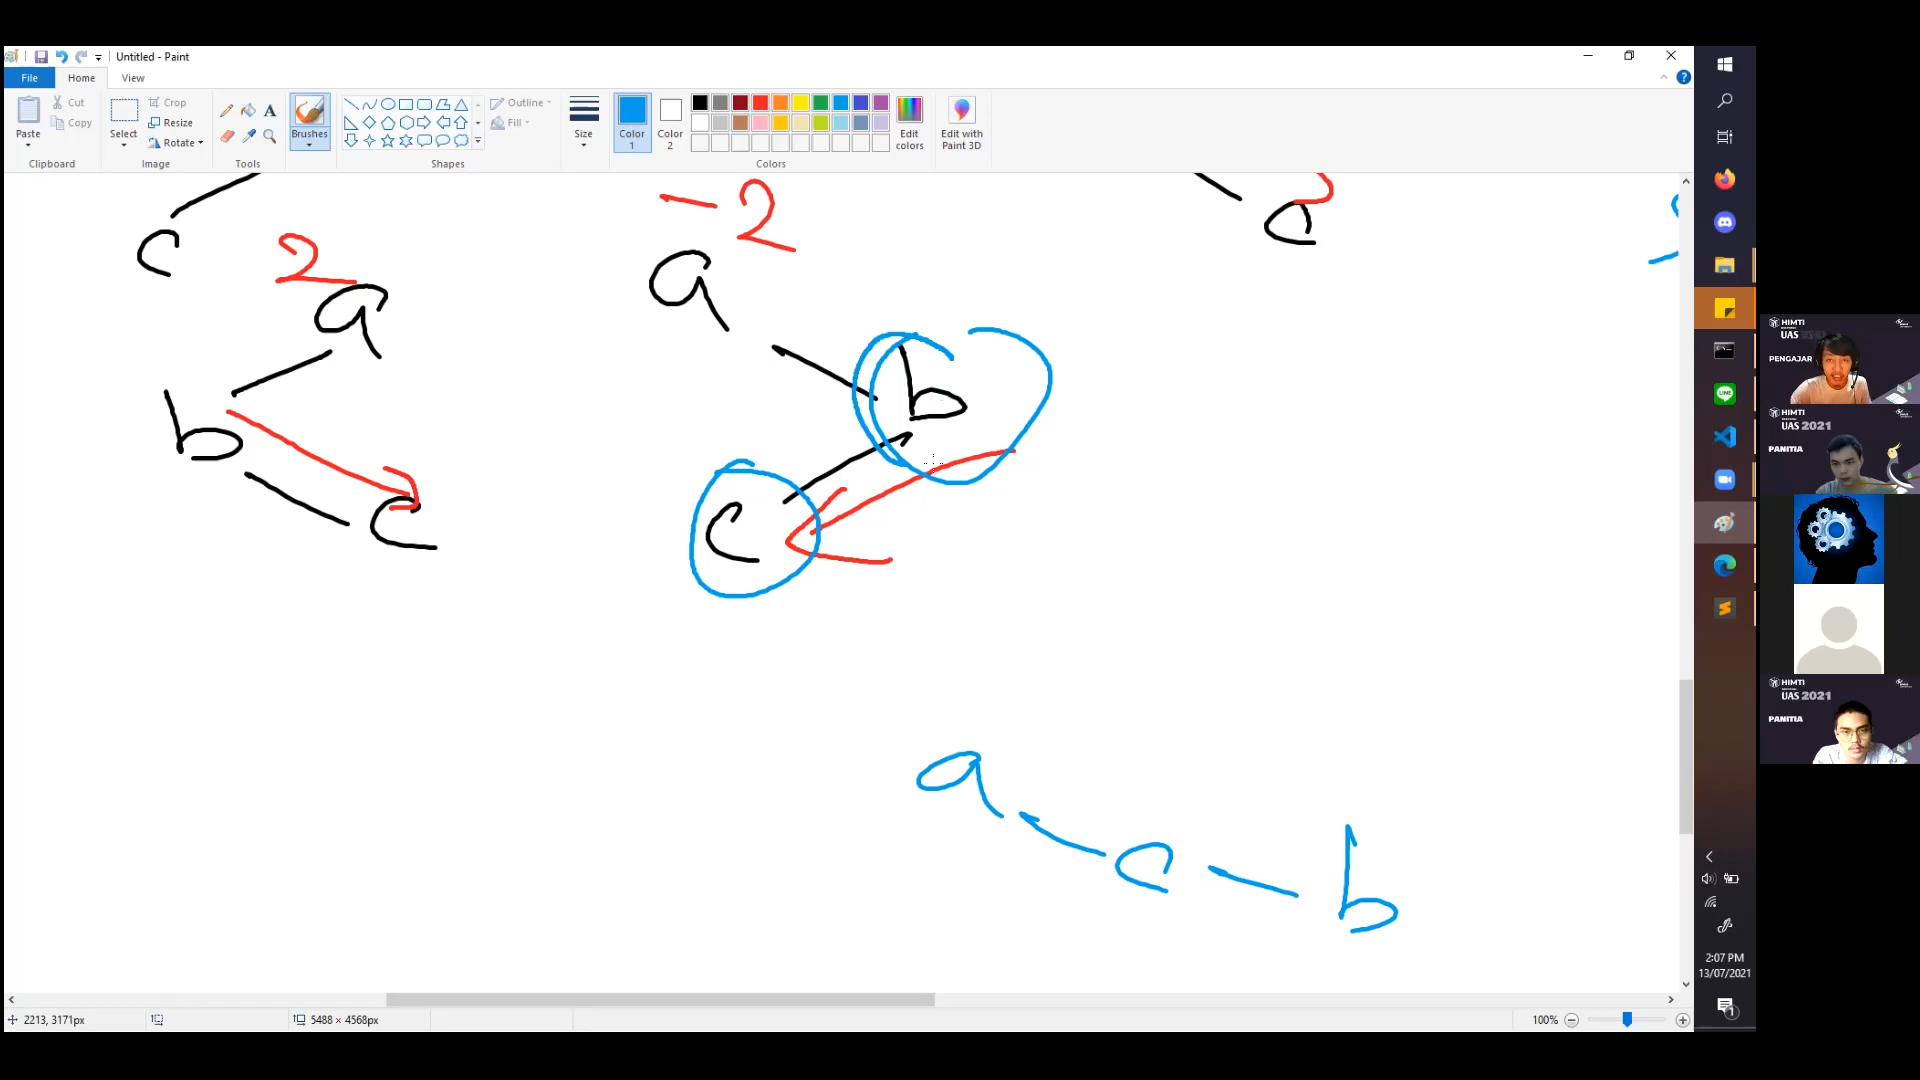 Untitled - Paint
File Home View
Paste Cut Copy Clipboard
Select Crop Resize Rotate Image
Tools
Brushes
Outline Fill Shapes
Size
Color 1 Color 2 Edit colors Colors
Edit with Paint 3D
-2
c
2
a
a
c
b
b
c
c
a
c
b
HIMTI
UAS
PENGAJAR
HIMTI
UAS 2021
PANITIA
HIMTI
UAS 2021
PANITIA
LINE
2:07 PM
13/07/2021
1
2213, 3171px
5488 × 4568px
100%